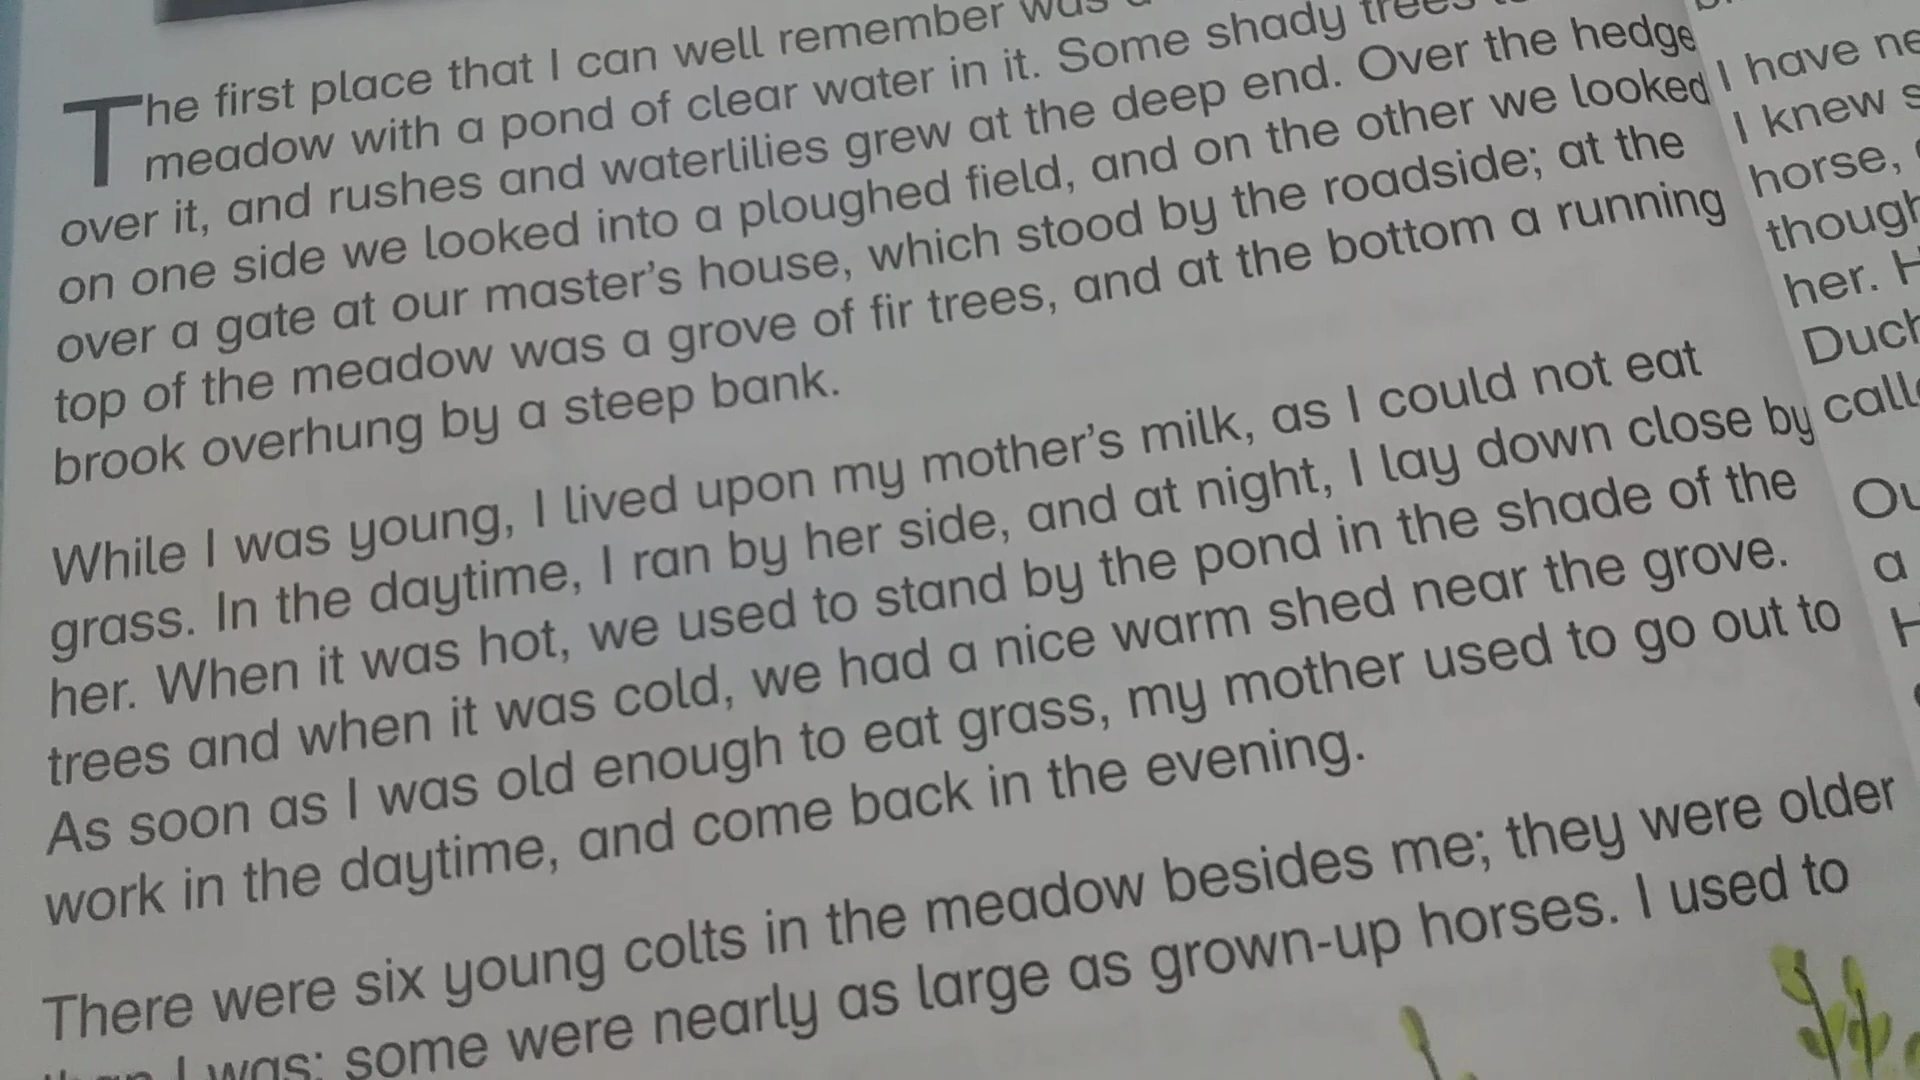 The first place that I can well remember was a
meadow with a pond of clear water in it. Some shady trees
over it, and rushes and waterlilies grew at the deep end. Over the hedge
on one side we looked into a ploughed field, and on the other we looked
over a gate at our master's house, which stood by the roadside; at the
top of the meadow was a grove of fir trees, and at the bottom a running
brook overhung by a steep bank.
While I was young, I lived upon my mother's milk, as I could not eat
grass. In the daytime, I ran by her side, and at night, I lay down close by
her. When it was hot, we used to stand by the pond in the shade of the
trees and when it was cold, we had a nice warm shed near the grove.
As soon as I was old enough to eat grass, my mother used to go out to
work in the daytime, and come back in the evening.
There were six young colts in the meadow besides me; they were older
than I was; some were nearly as large as grown-up horses. I used to
I have
I knew
horse,
her.
a